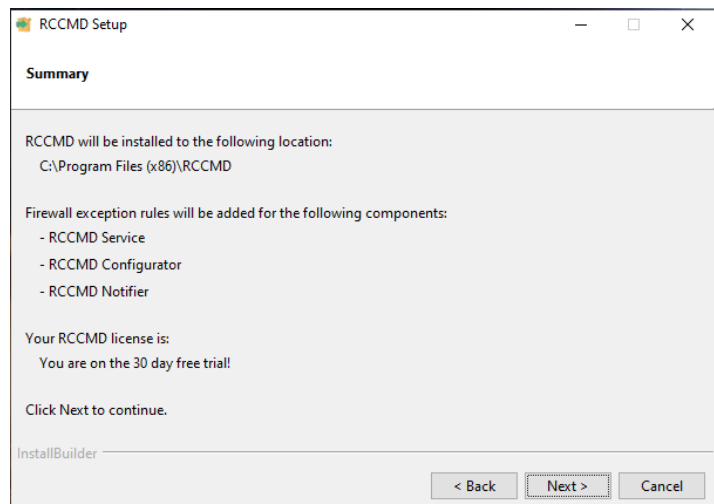 RCCMD Setup
Summary
RCCMD will be installed to the following location:
C:\Program Files (x86)\RCCMD
Firewall exception rules will be added for the following components:
- RCCMD Service
- RCCMD Configurator
- RCCMD Notifier
Your RCCMD license is:
You are on the 30 day free trial!
Click Next to continue.
InstallBuilder
< Back Next > Cancel